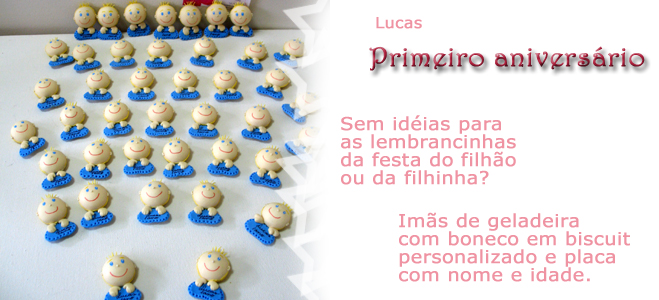 Lucas
Primeiro aniversário
Sem idéias para
as lembrancinhas
da festa do filhão
ou da filhinha?
Imãs de geladeira
com boneco em biscuit
personalizado e placa
com nome e idade.